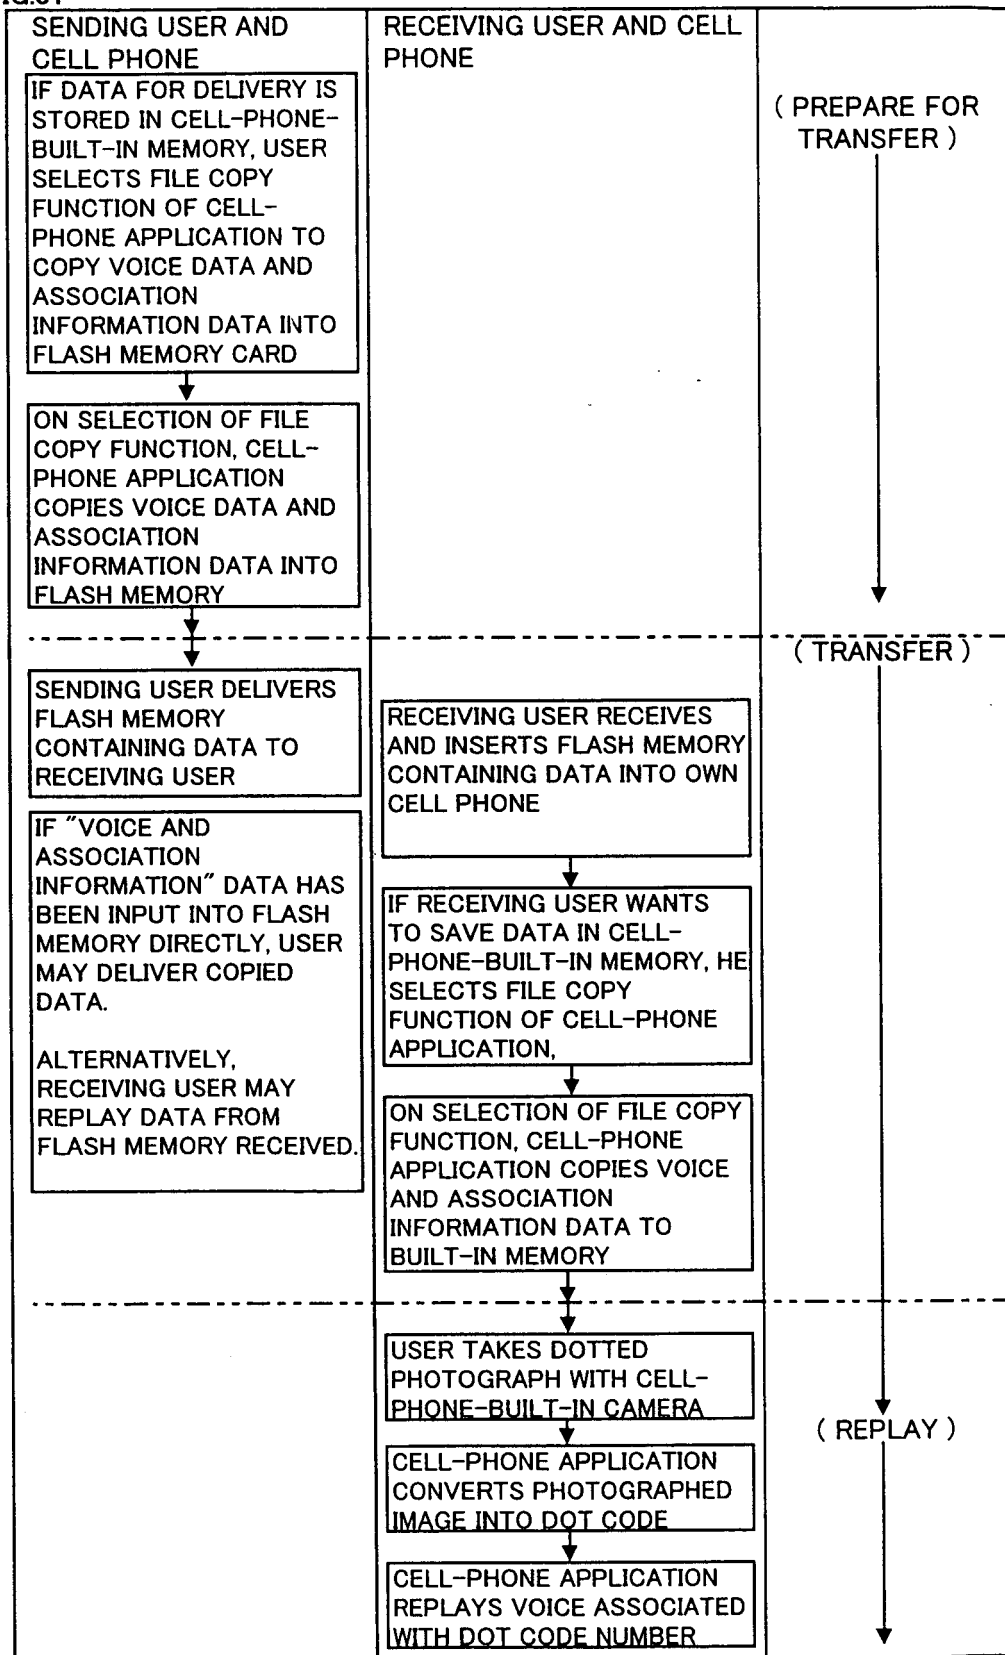 SENDING USER AND
CELL PHONE
RECEIVING USER AND CELL
PHONE
IF DATA FOR DELIVERY IS
STORED IN CELL-PHONE-
BUILT-IN MEMORY, USER
SELECTS FILE COPY
FUNCTION OF CELL-
PHONE APPLICATION TO
COPY VOICE DATA AND
ASSOCIATION
INFORMATION DATA INTO
FLASH MEMORY CARD
( PREPARE FOR
TRANSFER )
ON SELECTION OF FILE
COPY FUNCTION, CELL-
PHONE APPLICATION
COPIES VOICE DATA AND
ASSOCIATION
INFORMATION DATA INTO
FLASH MEMORY
( TRANSFER )
SENDING USER DELIVERS
FLASH MEMORY
CONTAINING DATA TO
RECEIVING USER
IF "VOICE AND
ASSOCIATION
INFORMATION" DATA HAS
BEEN INPUT INTO FLASH
MEMORY DIRECTLY, USER
MAY DELIVER COPIED
DATA.
ALTERNATIVELY,
RECEIVING USER MAY
REPLAY DATA FROM
FLASH MEMORY RECEIVED.
RECEIVING USER RECEIVES
AND INSERTS FLASH MEMORY
CONTAINING DATA INTO OWN
CELL PHONE
IF RECEIVING USER WANTS
TO SAVE DATA IN CELL-
PHONE-BUILT-IN MEMORY, HE
SELECTS FILE COPY
FUNCTION OF CELL-PHONE
APPLICATION,
ON SELECTION OF FILE COPY
FUNCTION, CELL-PHONE
APPLICATION COPIES VOICE
AND ASSOCIATION
INFORMATION DATA TO
BUILT-IN MEMORY
USER TAKES DOTTED
PHOTOGRAPH WITH CELL-
PHONE-BUILT-IN CAMERA
( REPLAY )
CELL-PHONE APPLICATION
CONVERTS PHOTOGRAPHED
IMAGE INTO DOT CODE
CELL-PHONE APPLICATION
REPLAYS VOICE ASSOCIATED
WITH DOT CODE NUMBER